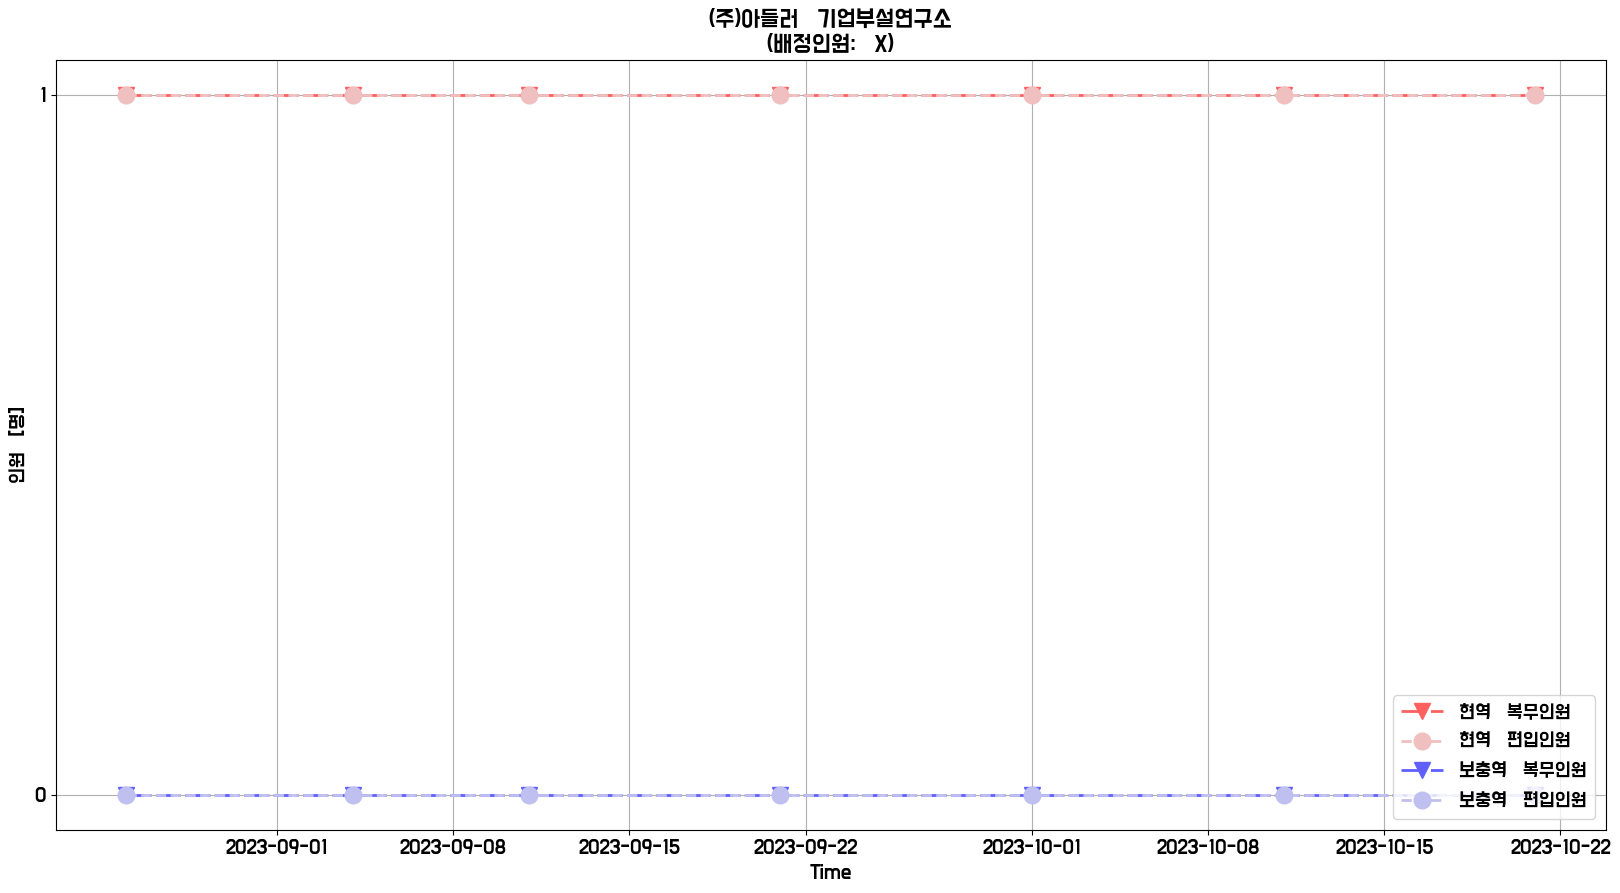 (주)아들러 기업부설연구소
(배정인원: X)
1
0
인원 [명]
2023-09-01 2023-09-08 2023-09-15 2023-09-22 2023-10-01 2023-10-08 2023-10-15 2023-10-22
Time
현역 복무인원
현역 편입인원
보충역 복무인원
보충역 편입인원